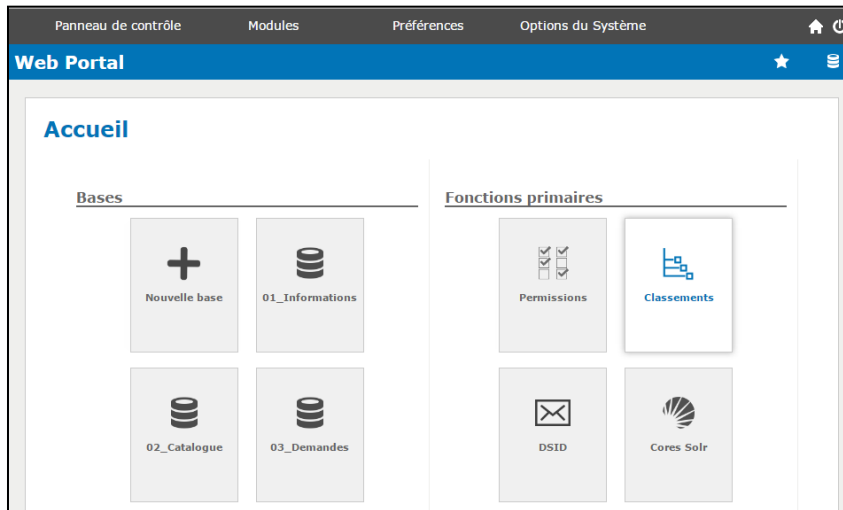 Panneau de contrôle Modules Préférences Options du Système
Web Portal
Accueil
Bases
Fonctions primaires
Nouvelle base 01_Informations
Permissions Classements
02_Catalogue 03_Demandes
DSID Cores Solr